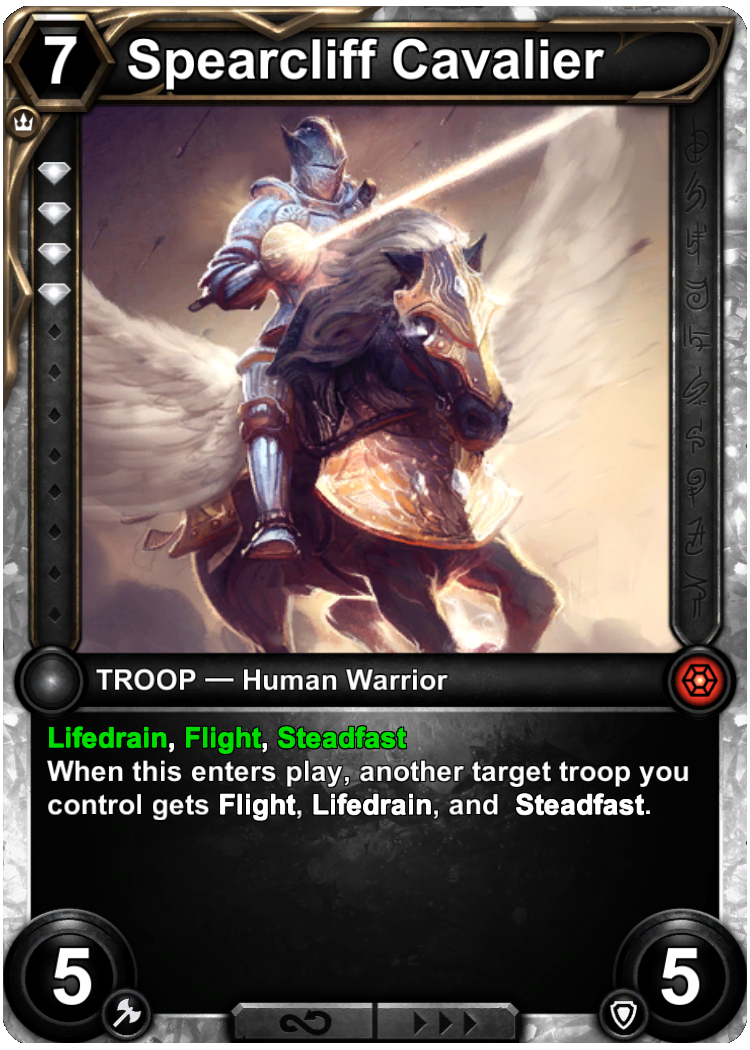 7 Spearcliff Cavalier
TROOP — Human Warrior
Lifedrain, Flight, Steadfast
When this enters play, another target troop you
control gets Flight, Lifedrain, and Steadfast.
5 5